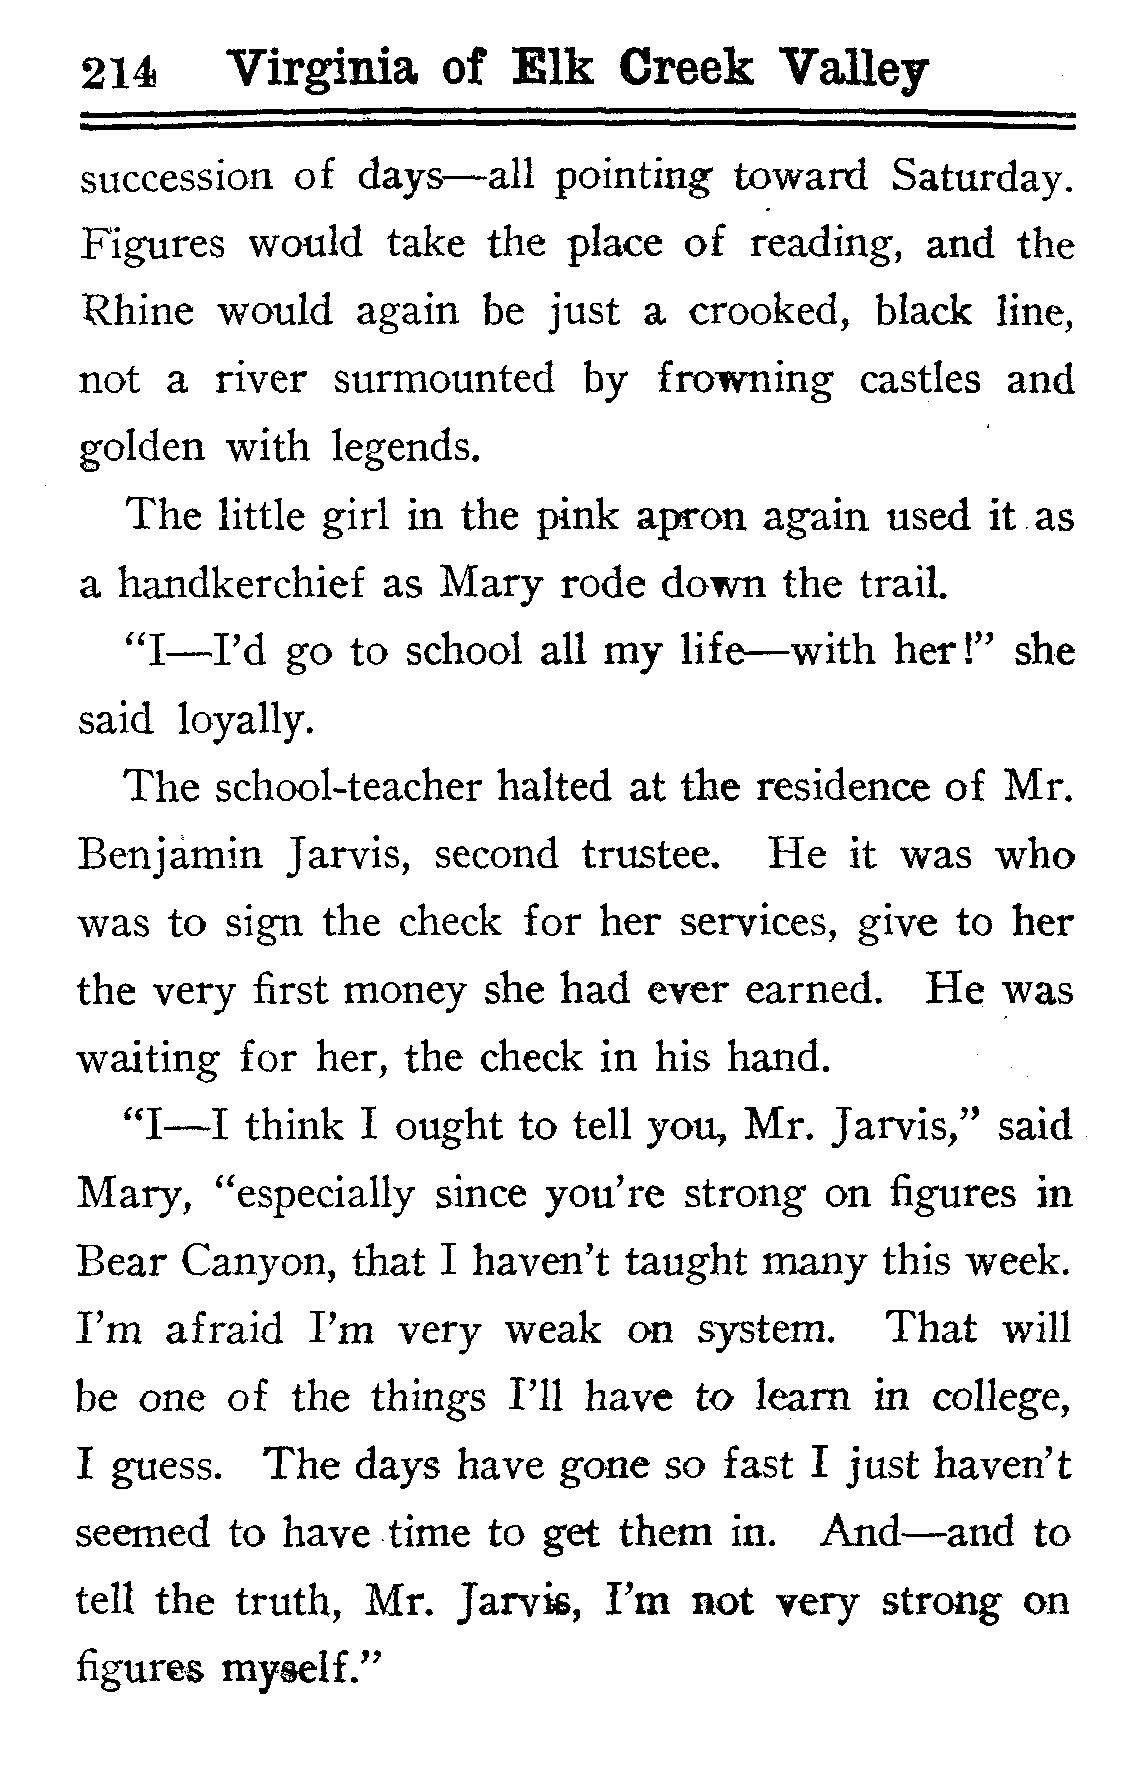 214 Virginia of Elk Creek Valley
succession of days—all pointing toward Saturday.
Figures would take the place of reading, and the
Rhine would again be just a crooked, black line,
not a river surmounted by frowning castles and
golden with legends.
The little girl in the pink apron again used it as
a handkerchief as Mary rode down the trail.
“I—I’d go to school all my life—with her!” she
said loyally.
The school-teacher halted at the residence of Mr.
Benjamin Jarvis, second trustee. He it was who
was to sign the check for her services, give to her
the very first money she had ever earned. He was
waiting for her, the check in his hand.
“I—I think I ought to tell you, Mr. Jarvis,” said
Mary, “especially since you’re strong on figures in
Bear Canyon, that I haven’t taught many this week.
I’m afraid I’m very weak on system. That will
be one of the things I’ll have to learn in college,
I guess. The days have gone so fast I just haven’t
seemed to have time to get them in. And—and to
tell the truth, Mr. Jarvis, I’m not very strong on
figures myself.”